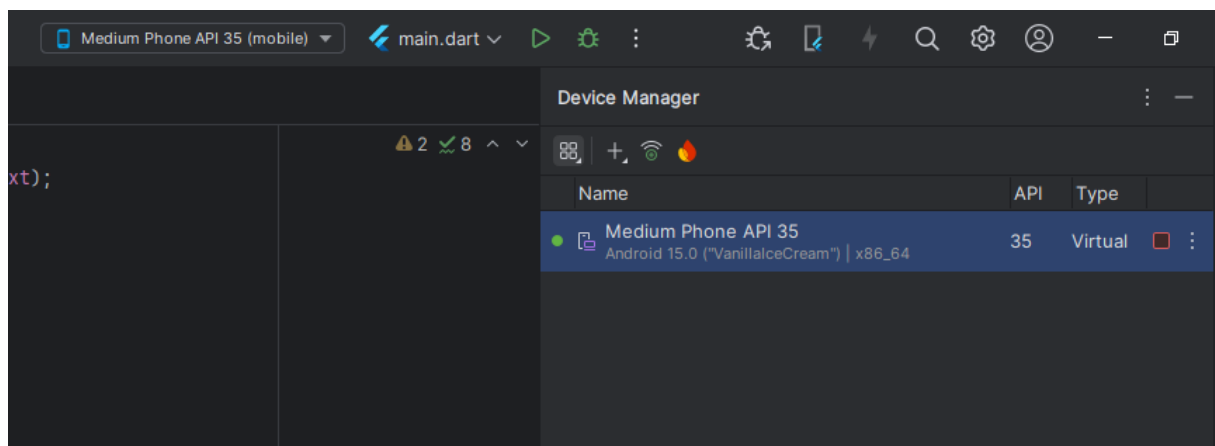 Medium Phone API 35 (mobile) main.dart
Device Manager
2 8
xt);
Name API Type
Medium Phone API 35 35 Virtual
Android 15.0 ("VanillaIceCream") | x86_64